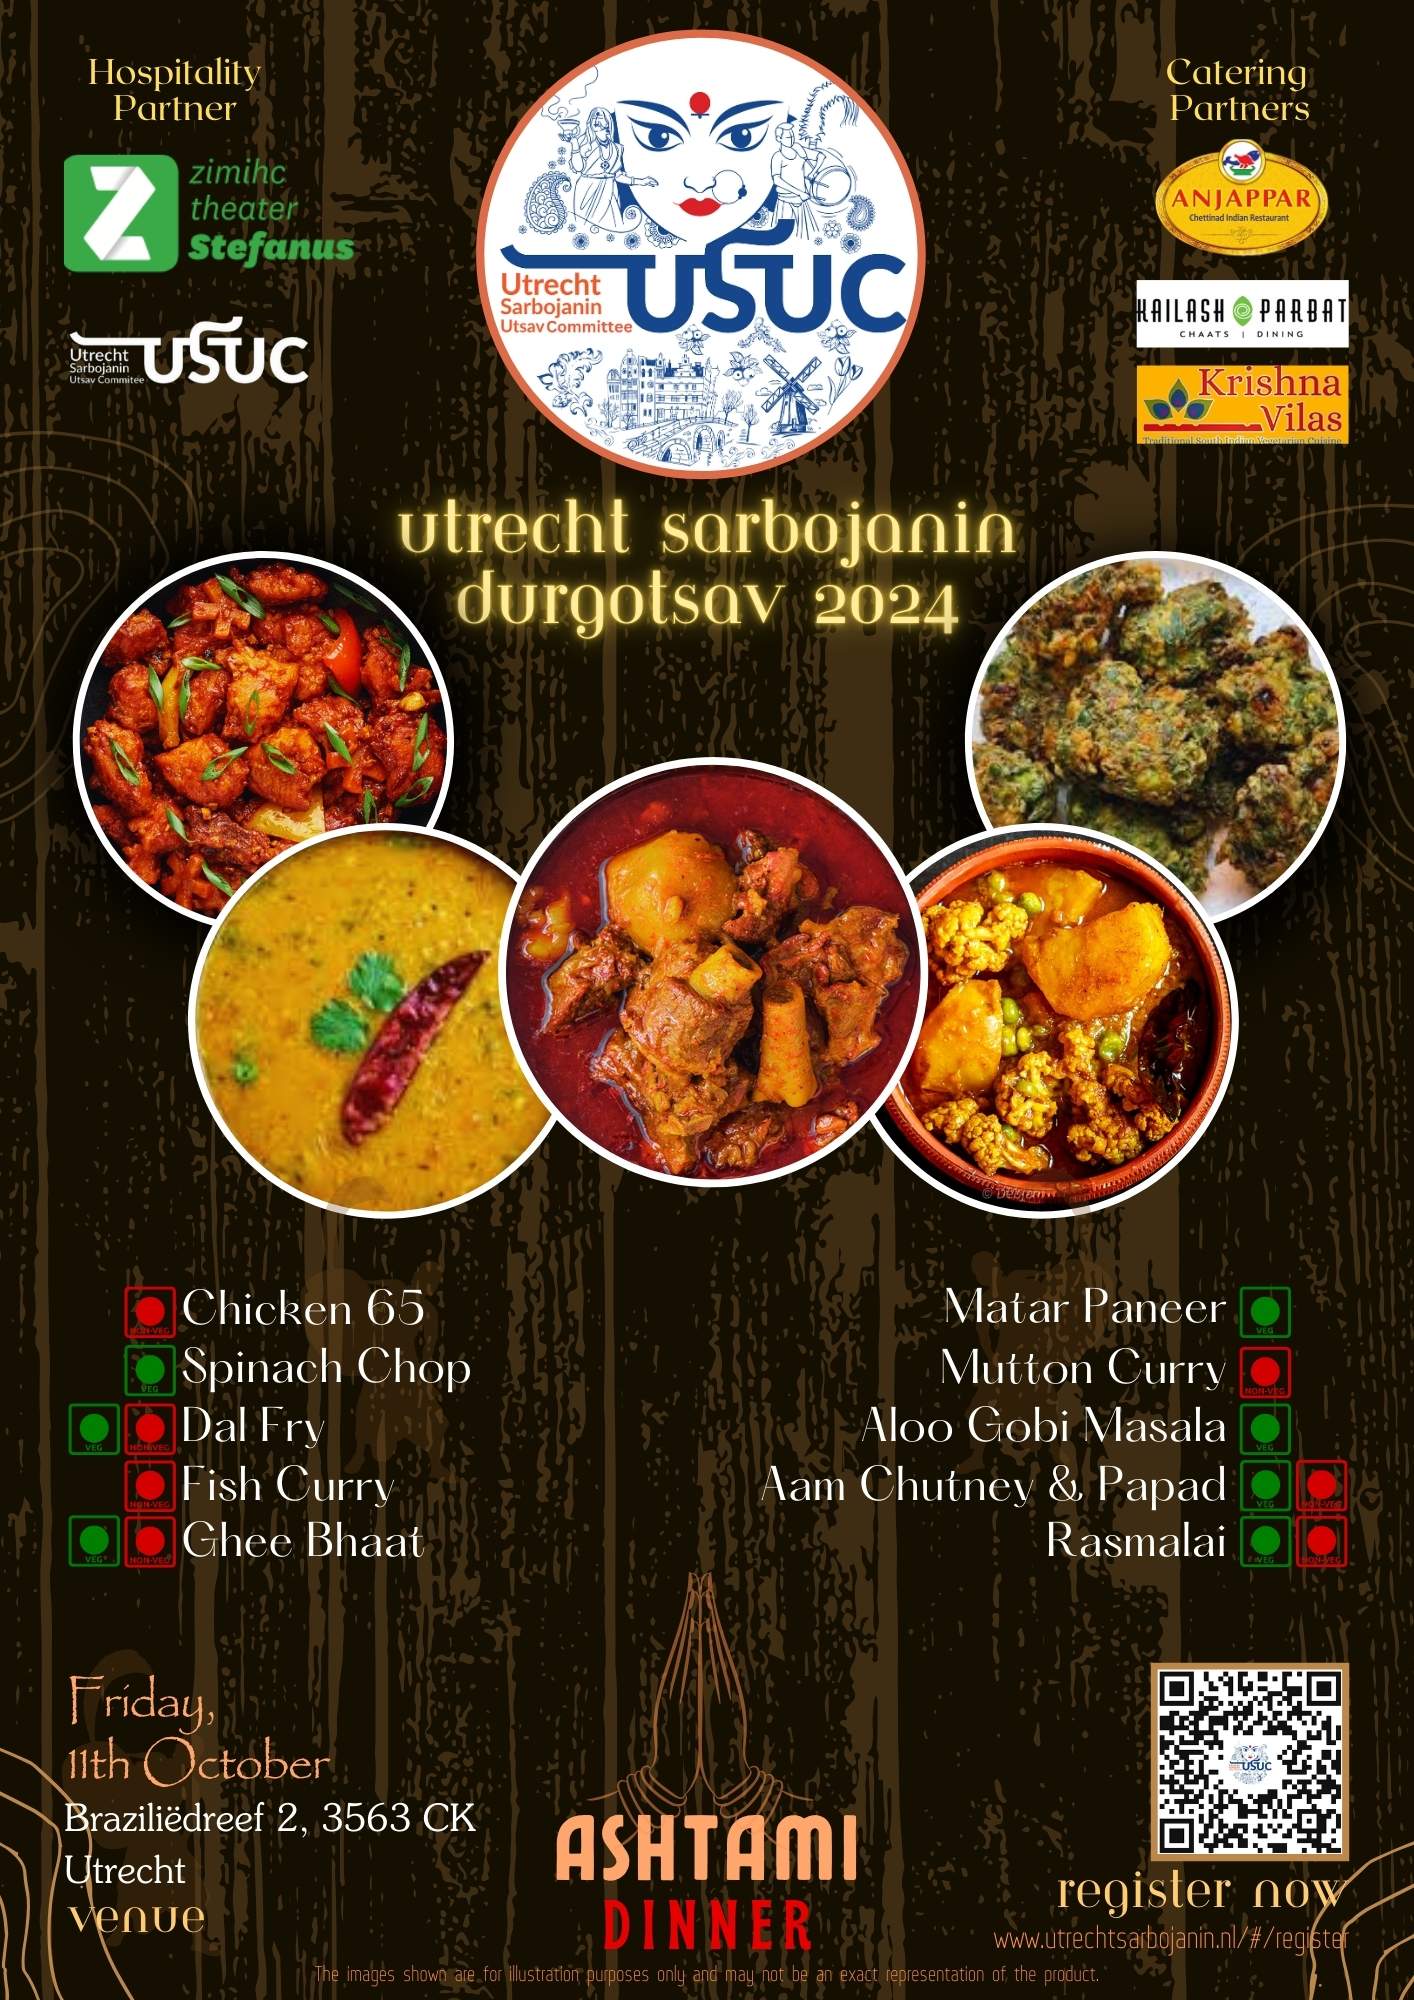 Hospitality
Partner
zimihc
theater
Stefanus
Utrecht
Sarbojanin
Utsav Commitee
USUC
Utrecht
Sarbojanin
Utsav Committee
USUC
Catering
Partners
ANJAPPAR
Chettinad Indian Restaurant
KAILASH PARBAT
CHAATS | DINING
Krishna
Vilas
Traditional South Indian Vegetarian Cuisine
utrecht sarbojanin
durgotsav 2024
NON-VEG Chicken 65
VEG Spinach Chop
VEG NON-VEG Dal Fry
NON-VEG Fish Curry
VEG NON-VEG Ghee Bhaat
Matar Paneer VEG
Mutton Curry NON-VEG
Aloo Gobi Masala VEG
Aam Chutney & Papad VEG NON-VEG
Rasmalai VEG NON-VEG
Friday,
11th October
Braziliëdreef 2, 3563 CK
Utrecht
venue
ASHTAMI
DINNER
USUC
register now
www.utrechtsarbojanin.nl/#/register
The images shown are for illustration purposes only and may not be an exact representation of the product.